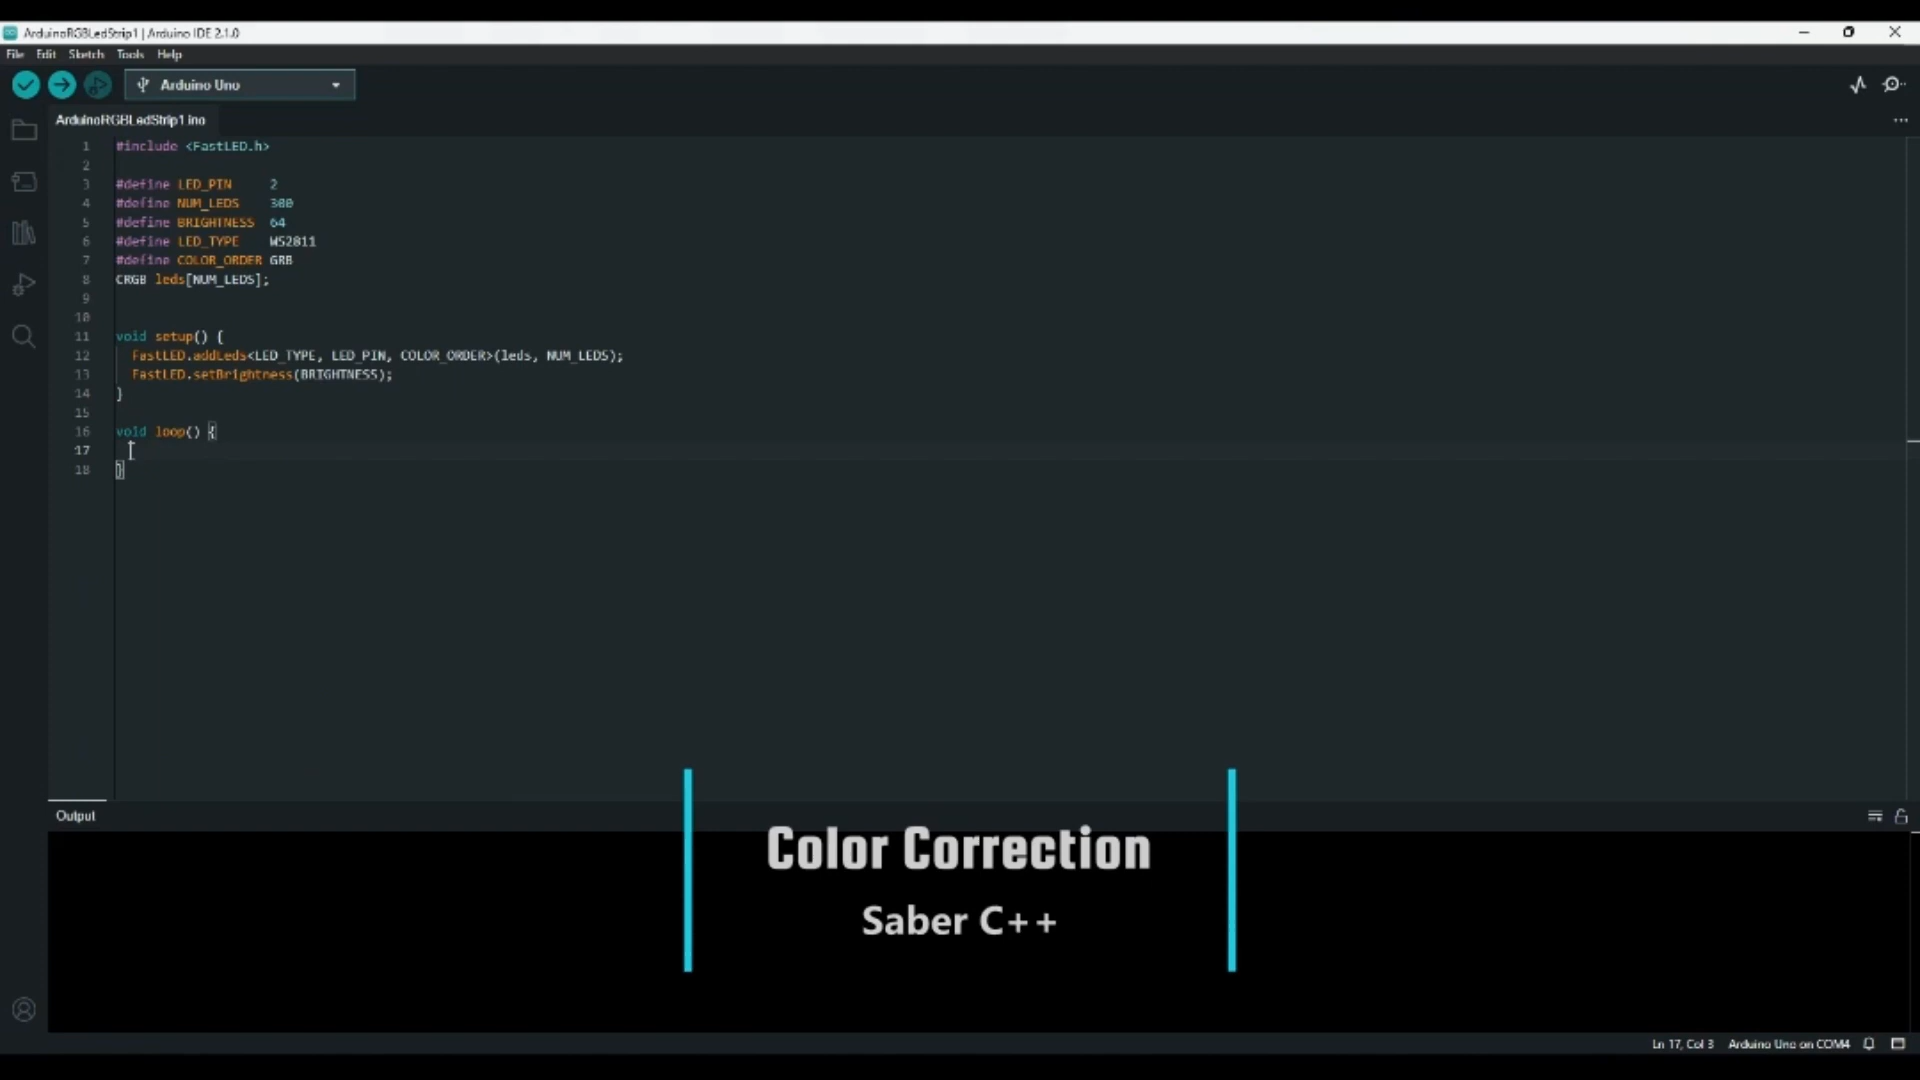 ArduinoRGBLedStrip1 | Arduino IDE 2.1.0
File Edit Sketch Tools Help
Arduino Uno
ArduinoRGBLedStrip1.ino
1 #include <FastLED.h>
2
3 #define LED_PIN 2
4 #define NUM_LEDS 300
5 #define BRIGHTNESS 64
6 #define LED_TYPE WS2811
7 #define COLOR_ORDER GRB
8 CRGB leds[NUM_LEDS];
9
10
11 void setup() {
12 FastLED.addLeds<LED_TYPE, LED_PIN, COLOR_ORDER>(leds, NUM_LEDS);
13 FastLED.setBrightness(BRIGHTNESS);
14 }
15
16 void loop() {
17
18 }
Output
Color Correction
Saber C++
Ln 17, Col 3 Arduino Uno on COM4